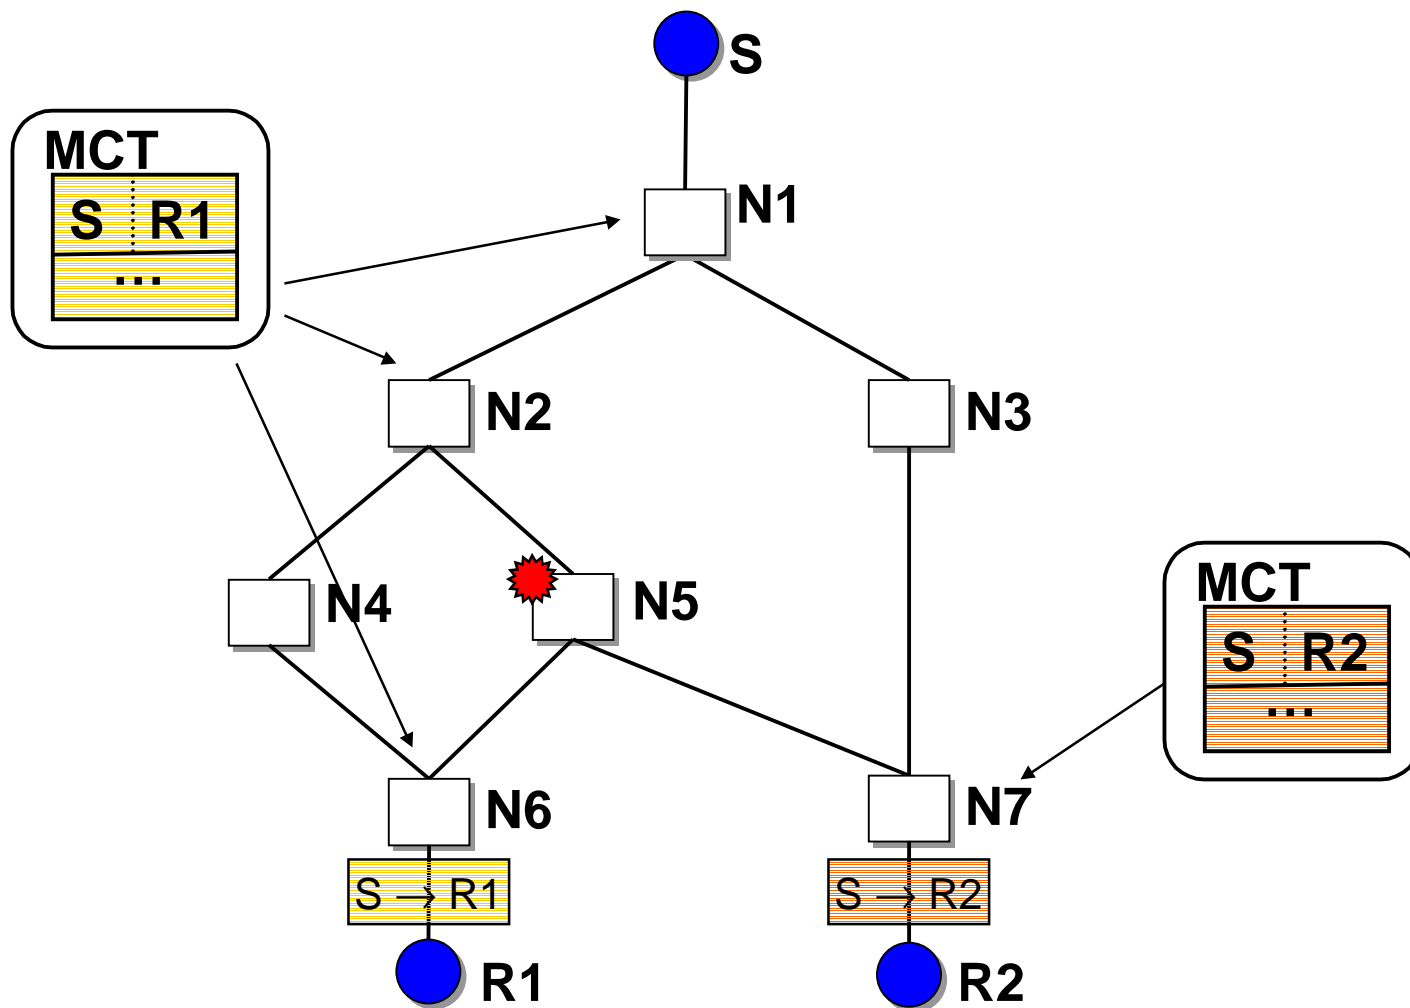 S
MCT
S R1
...
N1
N2
N3
N4
N5
MCT
S R2
...
N6
N7
S → R1
S → R2
R1
R2